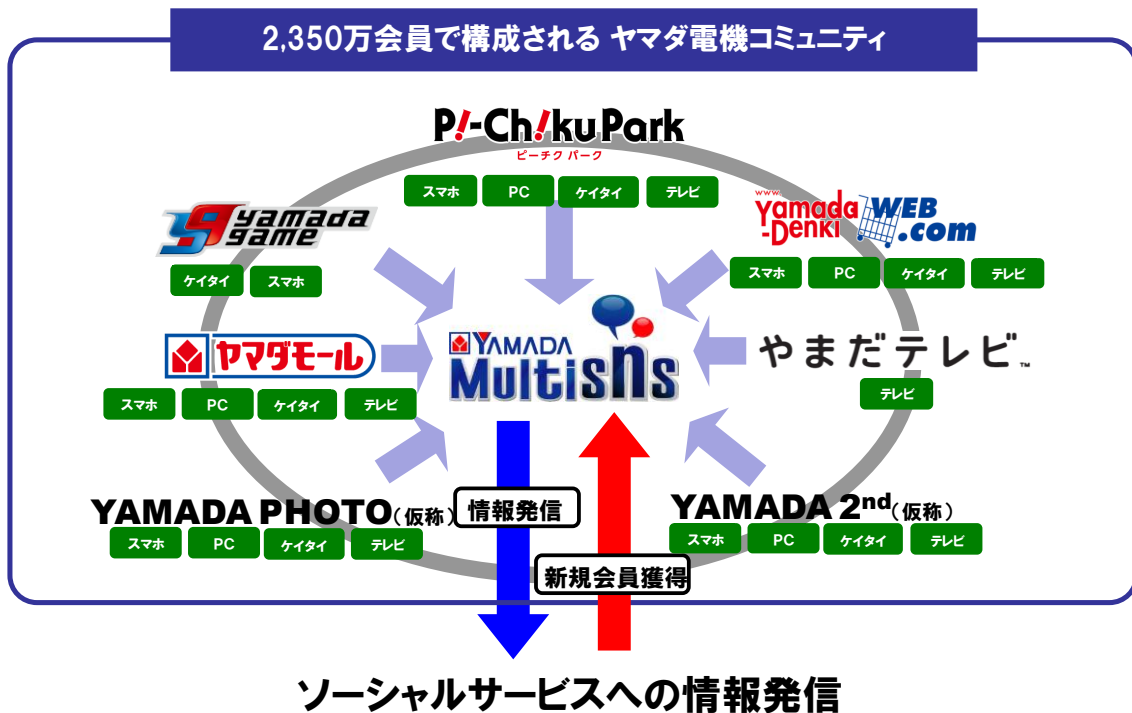 2,350万会員で構成される ヤマダ電機コミュニティ
P!-Ch!kuPark
ピーチク パーク
スマホ PC ケイタイ テレビ
yamada
game
ケイタイ スマホ
www.
Yamada
-Denki WEB
.com
スマホ PC ケイタイ テレビ
ヤマダモール
スマホ PC ケイタイ テレビ
YAMADA
Multisns
やまだテレビ™
テレビ
YAMADA PHOTO(仮称)
スマホ PC ケイタイ テレビ
情報発信
YAMADA 2nd(仮称)
スマホ PC ケイタイ テレビ
新規会員獲得
ソーシャルサービスへの情報発信